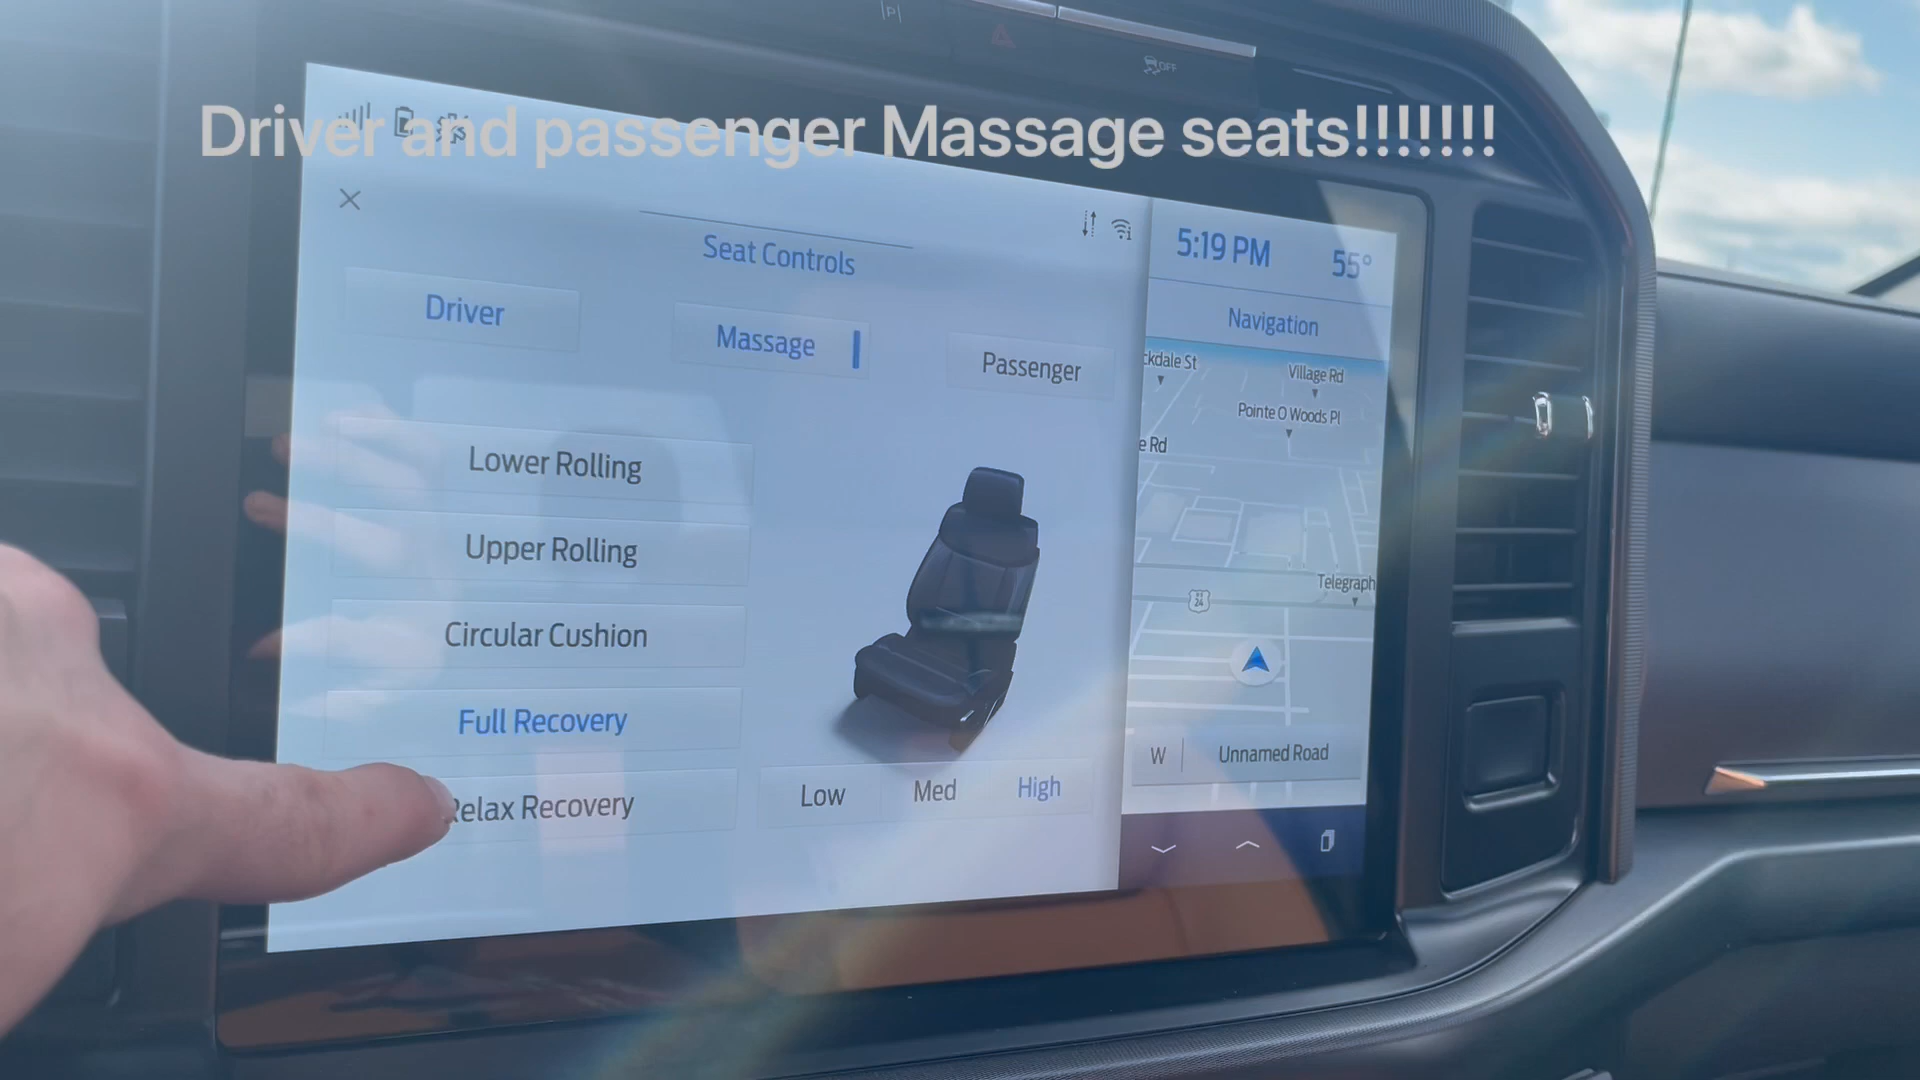 P
OFF
Driver and passenger Massage seats!!!!!!!
Seat Controls
Driver
Massage
Passenger
Lower Rolling
Upper Rolling
Circular Cushion
Full Recovery
Relax Recovery
Low
Med
High
5:19 PM
55°
Navigation
ckdale St
Village Rd
Pointe O Woods Pl
e Rd
Telegraph
24
W
Unnamed Road